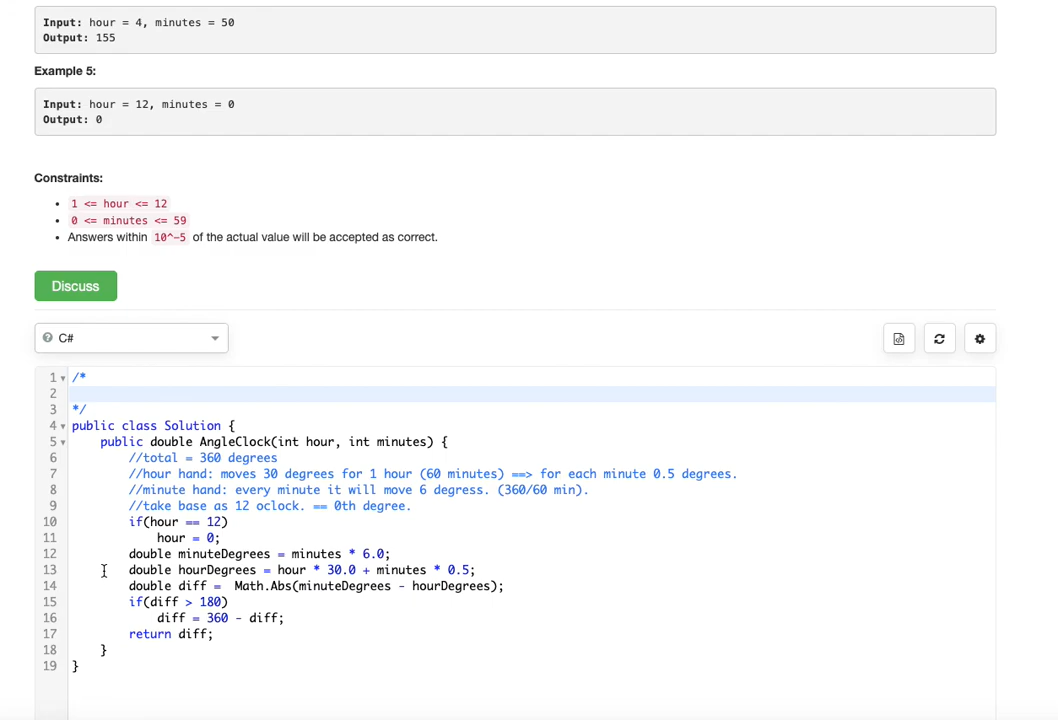 Input: hour = 4, minutes = 50
Output: 155
Example 5:
Input: hour = 12, minutes = 0
Output: 0
Constraints:
1 <= hour <= 12
0 <= minutes <= 59
Answers within 10^-5 of the actual value will be accepted as correct.
Discuss
C#
1 /*
2
3 */
4 public class Solution {
5 public double AngleClock(int hour, int minutes) {
6 //total = 360 degrees
7 //hour hand: moves 30 degrees for 1 hour (60 minutes) ==> for each minute 0.5 degrees.
8 //minute hand: every minute it will move 6 degress. (360/60 min).
9 //take base as 12 oclock. == 0th degree.
10 if(hour == 12)
11 hour = 0;
12 double minuteDegrees = minutes * 6.0;
13 double hourDegrees = hour * 30.0 + minutes * 0.5;
14 double diff = Math.Abs(minuteDegrees - hourDegrees);
15 if(diff > 180)
16 diff = 360 - diff;
17 return diff;
18 }
19 }